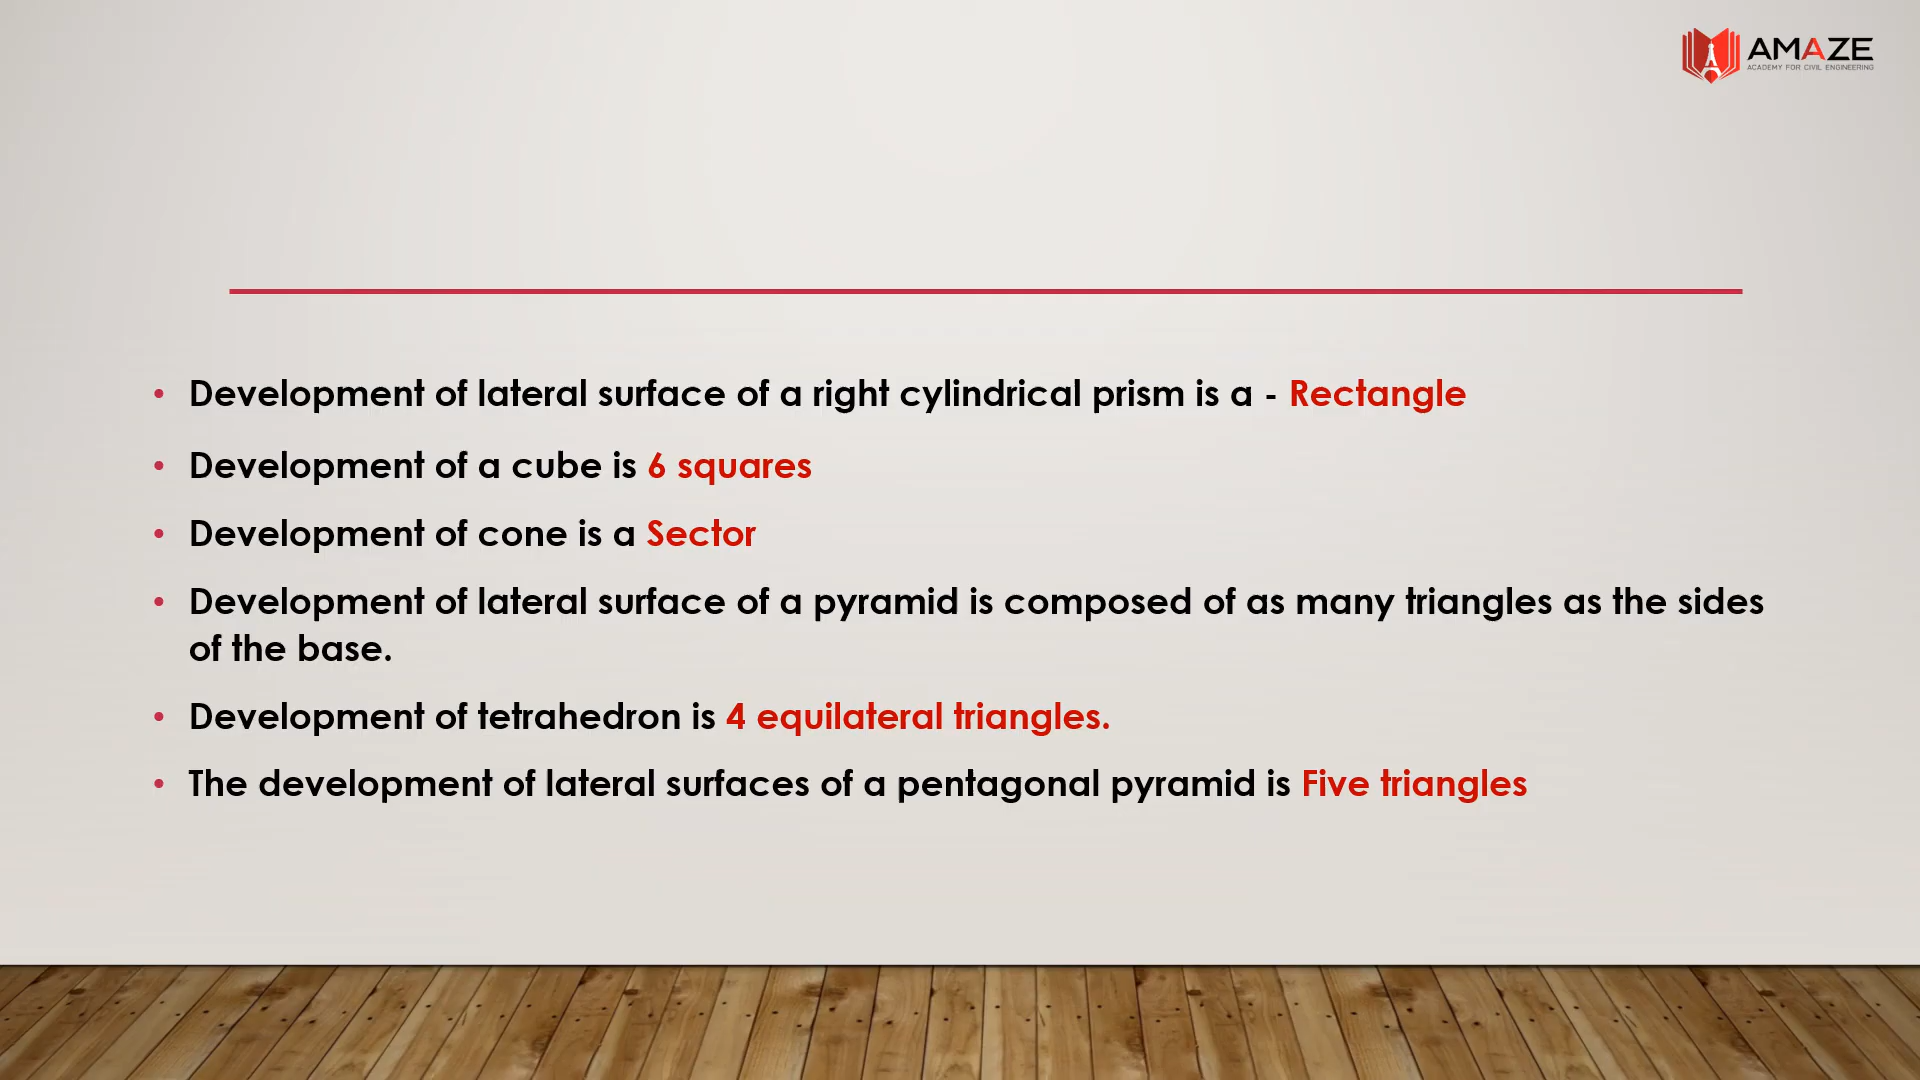 AMAZE
ACADEMY FOR CIVIL ENGINEERING
• Development of lateral surface of a right cylindrical prism is a - Rectangle
• Development of a cube is 6 squares
• Development of cone is a Sector
• Development of lateral surface of a pyramid is composed of as many triangles as the sides
of the base.
• Development of tetrahedron is 4 equilateral triangles.
• The development of lateral surfaces of a pentagonal pyramid is Five triangles